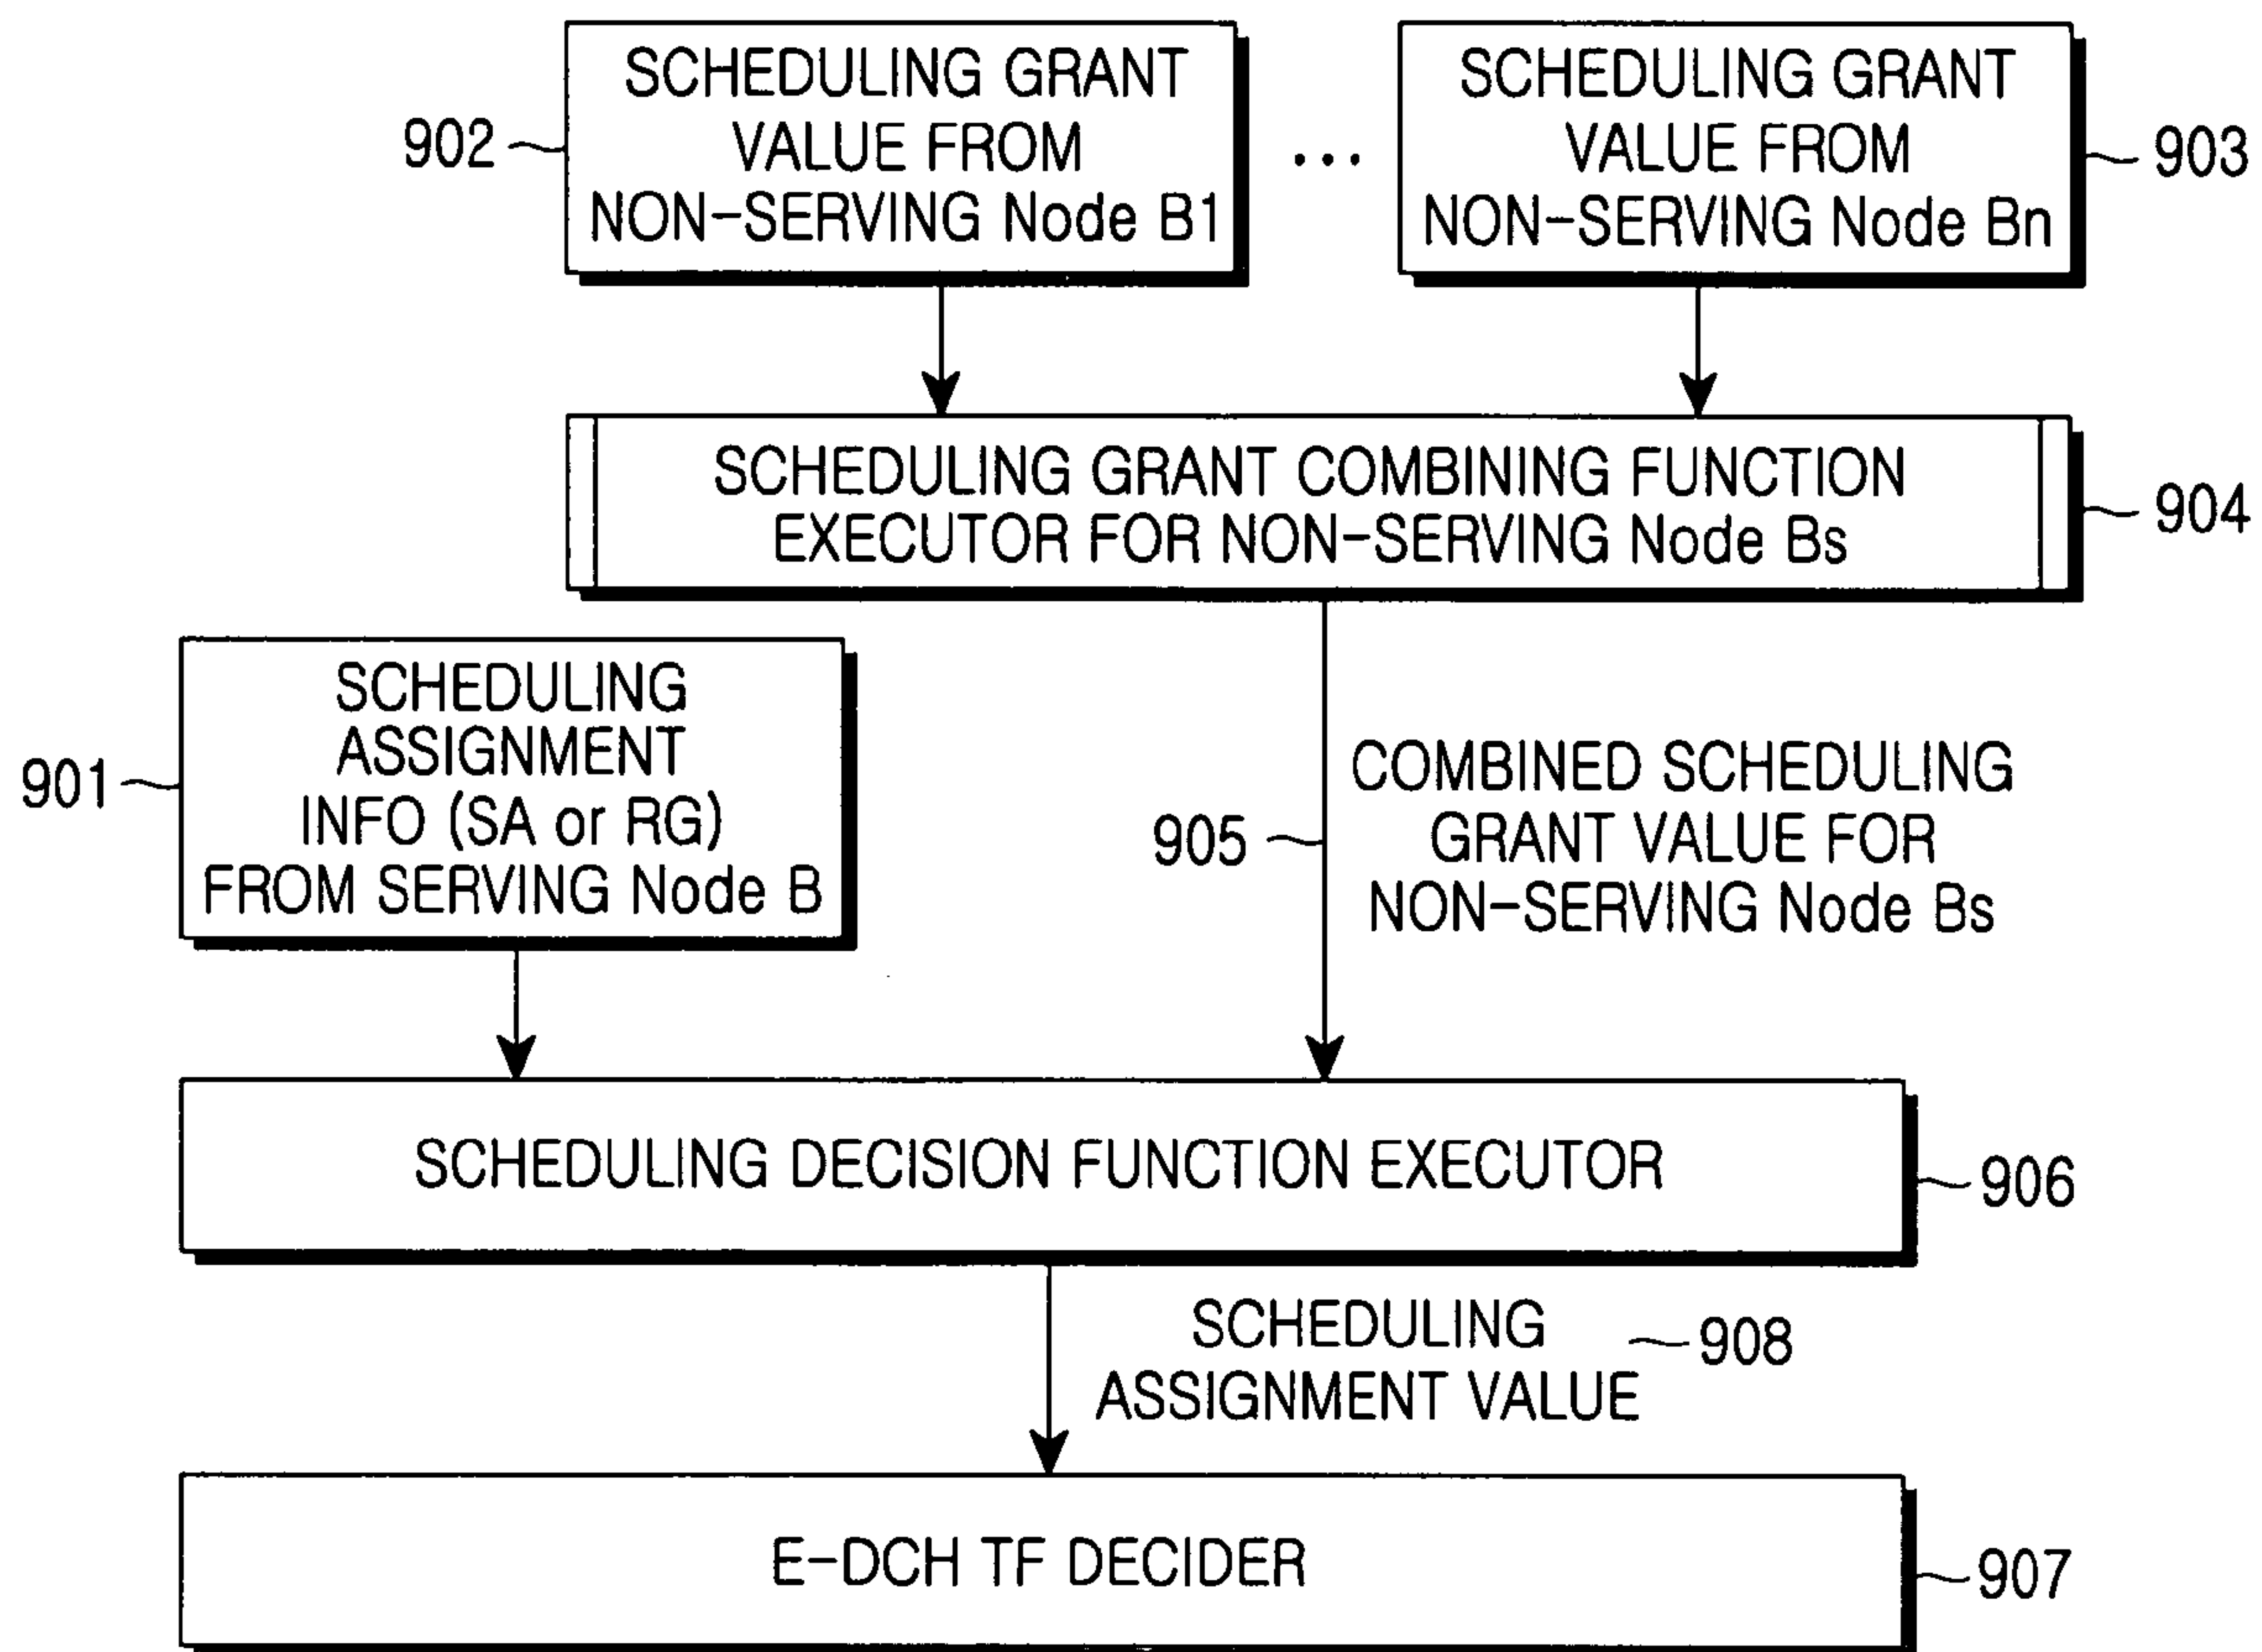 SCHEDULING GRANT
VALUE FROM
NON-SERVING Node B1
902
...
SCHEDULING GRANT
VALUE FROM
NON-SERVING Node Bn
903
SCHEDULING GRANT COMBINING FUNCTION
EXECUTOR FOR NON-SERVING Node Bs
904
SCHEDULING
ASSIGNMENT
INFO (SA or RG)
FROM SERVING Node B
901
905
COMBINED SCHEDULING
GRANT VALUE FOR
NON-SERVING Node Bs
SCHEDULING DECISION FUNCTION EXECUTOR
906
SCHEDULING
ASSIGNMENT VALUE
908
E-DCH TF DECIDER
907